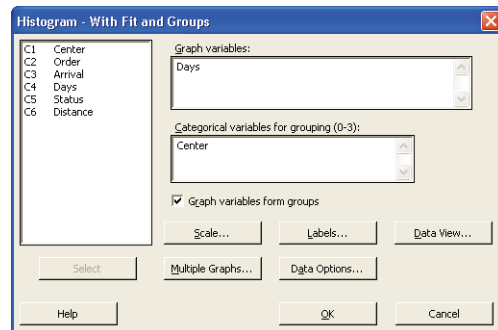 Histogram - With Fit and Groups
C1 Center
C2 Order
C3 Arrival
C4 Days
C5 Status
C6 Distance
Graph variables:
Days
Categorical variables for grouping (0-3):
Center
Graph variables form groups
Scale... Labels... Data View...
Select Multiple Graphs... Data Options...
Help OK Cancel